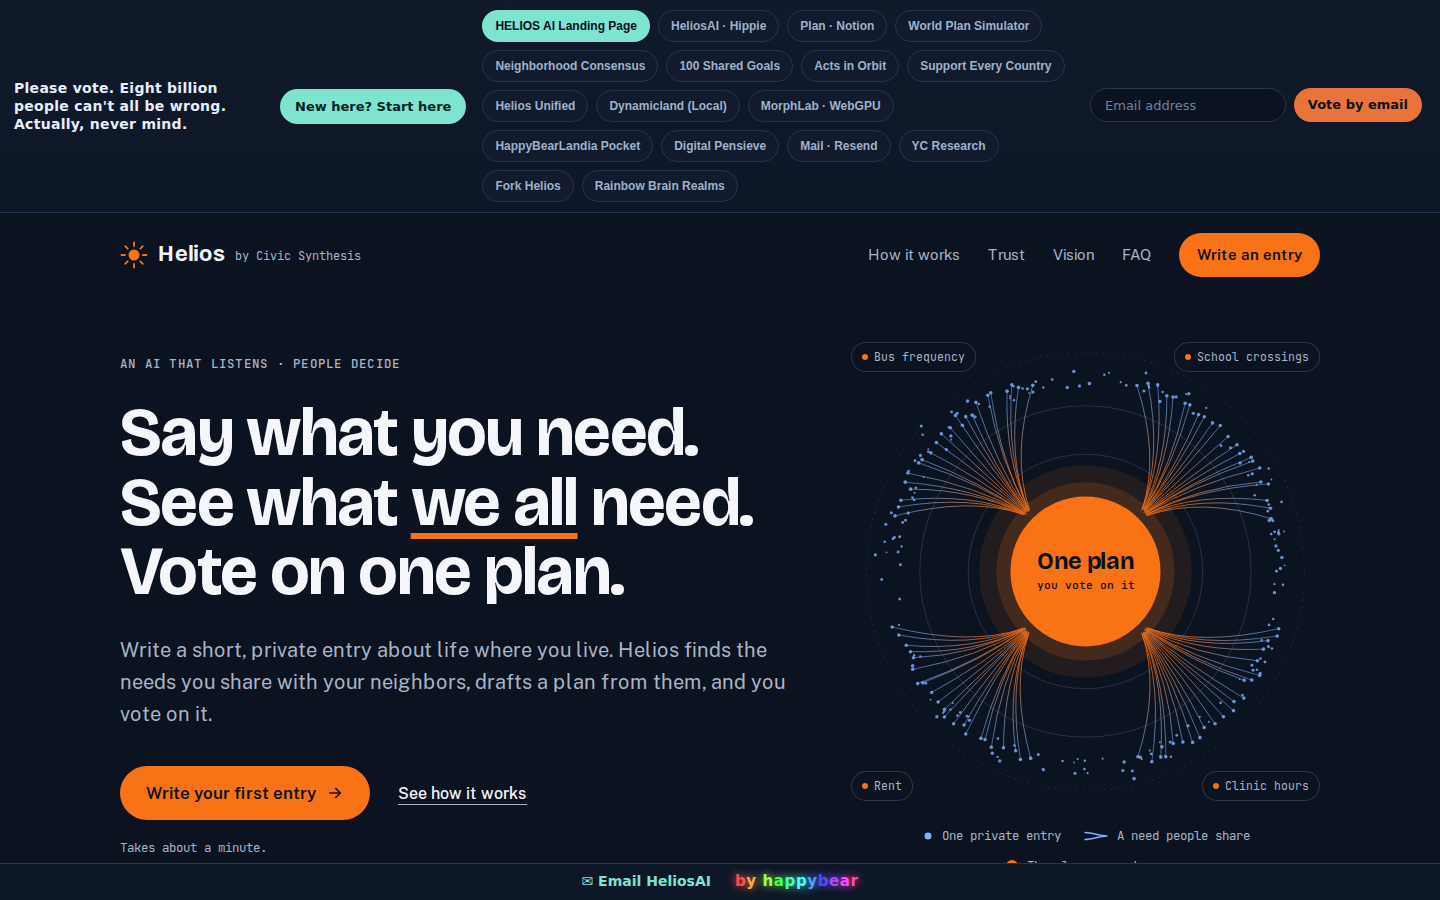 Please vote. Eight billion
people can't all be wrong.
Actually, never mind.
New here? Start here
HELIOS AI Landing Page
HeliosAI · Hippie
Plan · Notion
World Plan Simulator
Neighborhood Consensus
100 Shared Goals
Acts in Orbit
Support Every Country
Helios Unified
Dynamicland (Local)
MorphLab · WebGPU
HappyBearLandia Pocket
Digital Pensieve
Mail · Resend
YC Research
Fork Helios
Rainbow Brain Realms
Email address
Vote by email
Helios by Civic Synthesis
How it works
Trust
Vision
FAQ
Write an entry
AN AI THAT LISTENS · PEOPLE DECIDE
Say what you need.
See what we all need.
Vote on one plan.
Write a short, private entry about life where you live. Helios finds the
needs you share with your neighbors, drafts a plan from them, and you
vote on it.
Write your first entry →
See how it works
Takes about a minute.
Bus frequency
School crossings
One plan
you vote on it
Rent
Clinic hours
One private entry
A need people share
✉ Email HeliosAI
by happybear